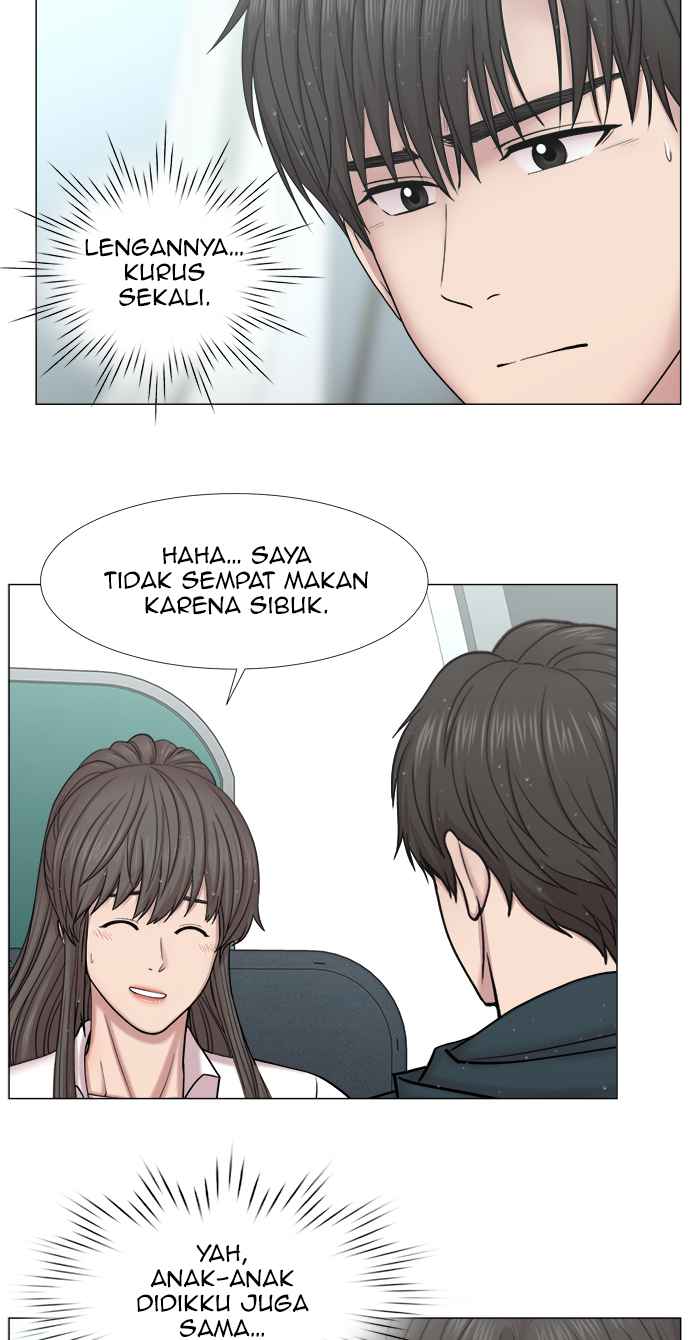 LENGANNYA...
KURUS
SEKALI.
HAHA... SAYA
TIDAK SEMPAT MAKAN
KARENA SIBUK.
YAH,
ANAK-ANAK
DIDIKKU JUGA
SAMA...